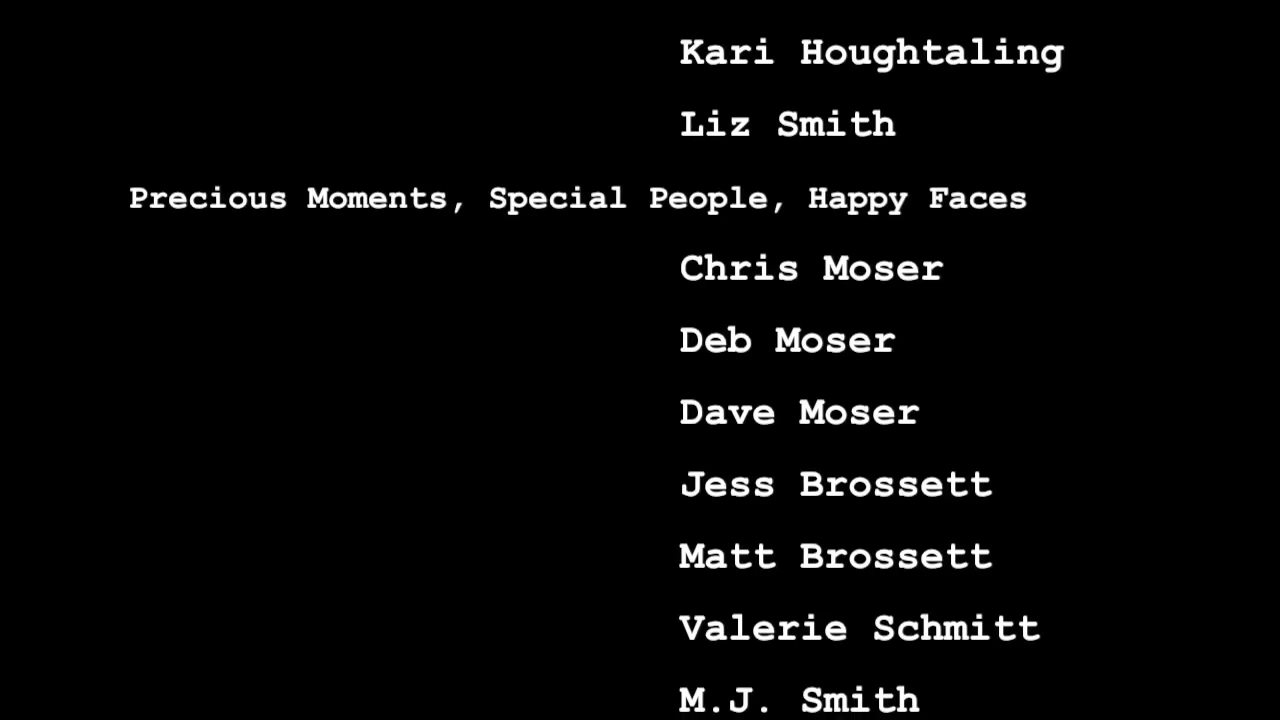 Kari Houghtaling
Liz Smith
Precious Moments, Special People, Happy Faces
Chris Moser
Deb Moser
Dave Moser
Jess Brossett
Matt Brossett
Valerie Schmitt
M.J. Smith